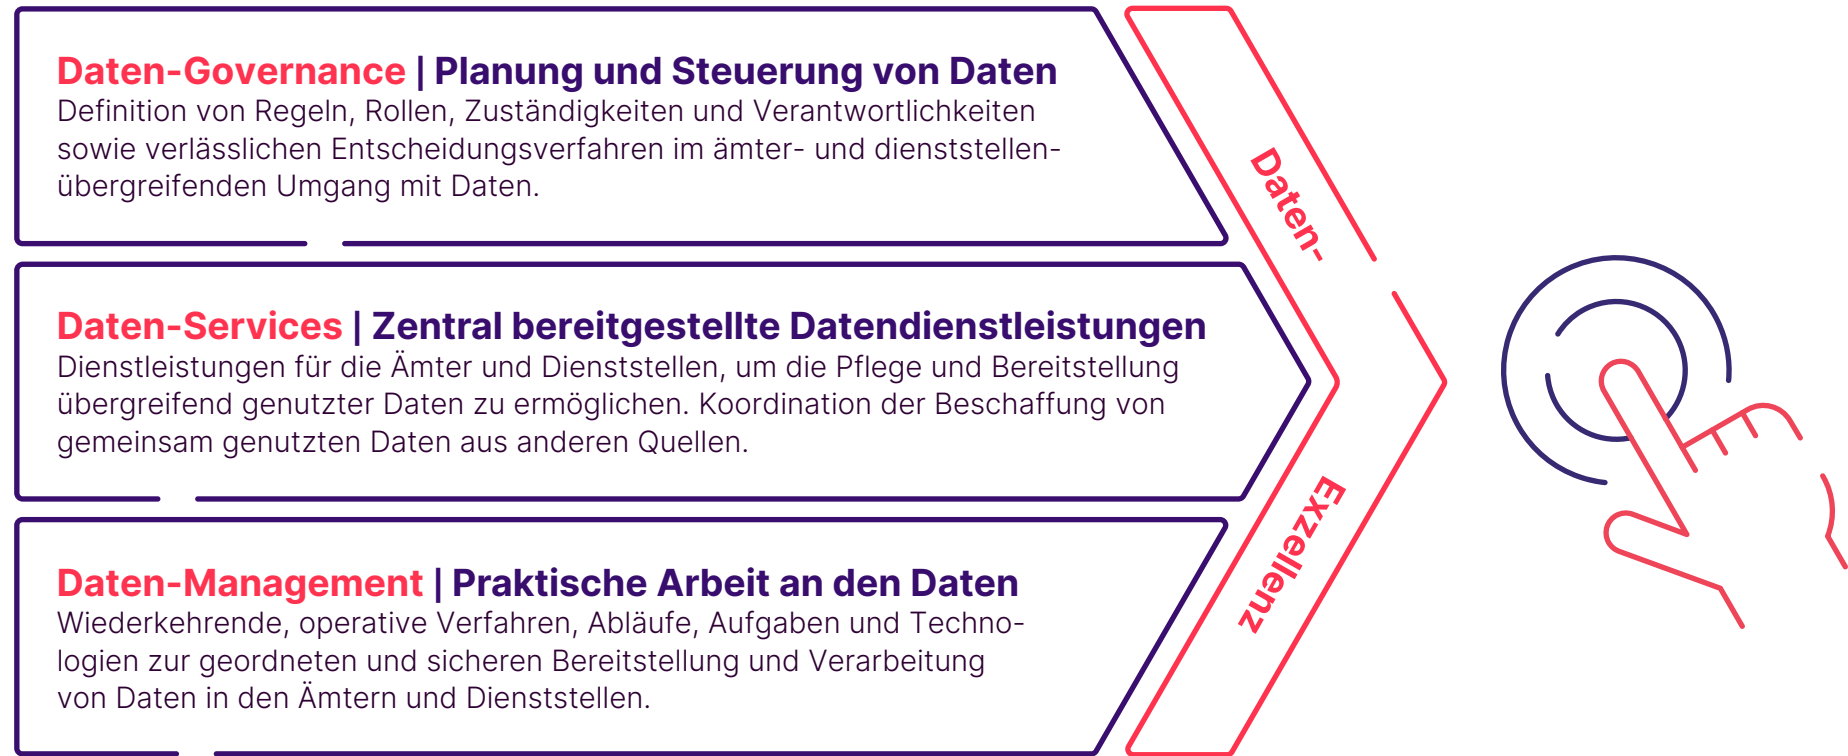 Daten-Governance | Planung und Steuerung von Daten
Definition von Regeln, Rollen, Zuständigkeiten und Verantwortlichkeiten
sowie verlässlichen Entscheidungsverfahren im ämter- und dienststellen-
übergreifenden Umgang mit Daten.
Daten-Services | Zentral bereitgestellte Datendienstleistungen
Dienstleistungen für die Ämter und Dienststellen, um die Pflege und Bereitstellung
übergreifend genutzter Daten zu ermöglichen. Koordination der Beschaffung von
gemeinsam genutzten Daten aus anderen Quellen.
Daten-Management | Praktische Arbeit an den Daten
Wiederkehrende, operative Verfahren, Abläufe, Aufgaben und Techno-
logien zur geordneten und sicheren Bereitstellung und Verarbeitung
von Daten in den Ämtern und Dienststellen.
Daten-
Exzellenz